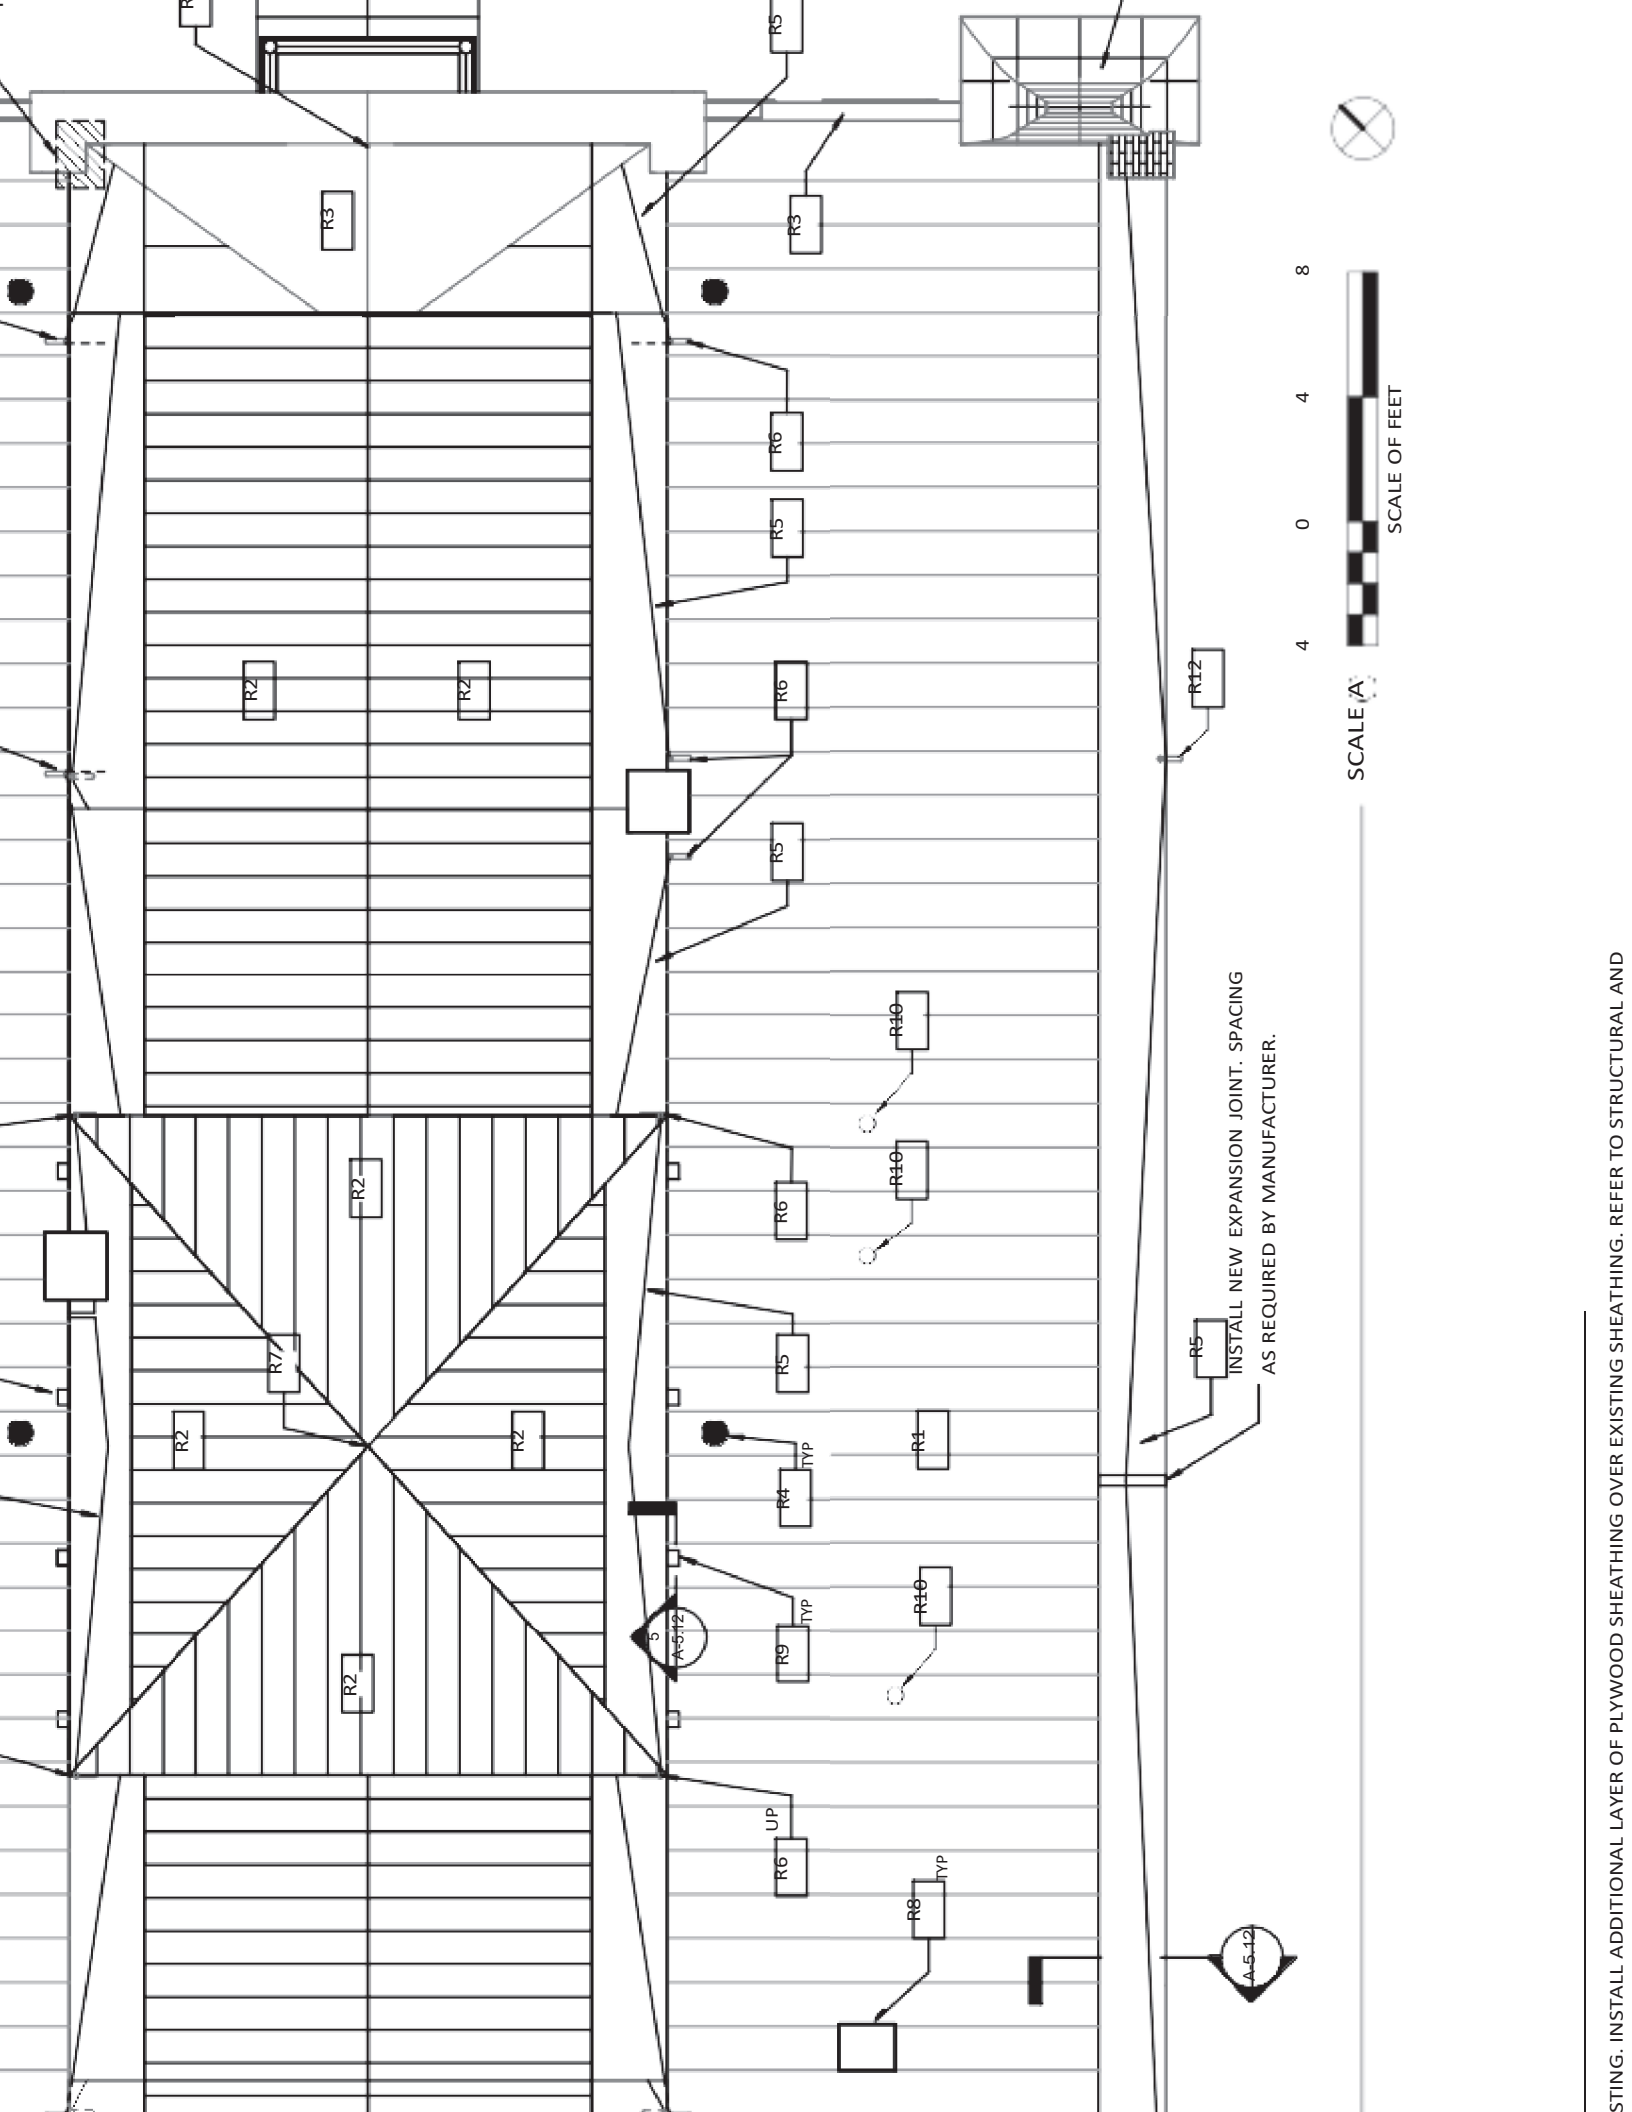 R5
R3
R3
R6
R5
R2
R2
R6
R5
R10
R10
R2
R6
R7
R5
R2
R2
R4
TYP
R1
R10
5
A-5.12
R9
TYP
R2
UP
R6
R8
TYP
A-5.12
R12
R5
INSTALL NEW EXPANSION JOINT. SPACING
AS REQUIRED BY MANUFACTURER.
8
4
0
4
SCALE OF FEET
SCALE A
STING. INSTALL ADDITIONAL LAYER OF PLYWOOD SHEATHING OVER EXISTING SHEATHING. REFER TO STRUCTURAL AND